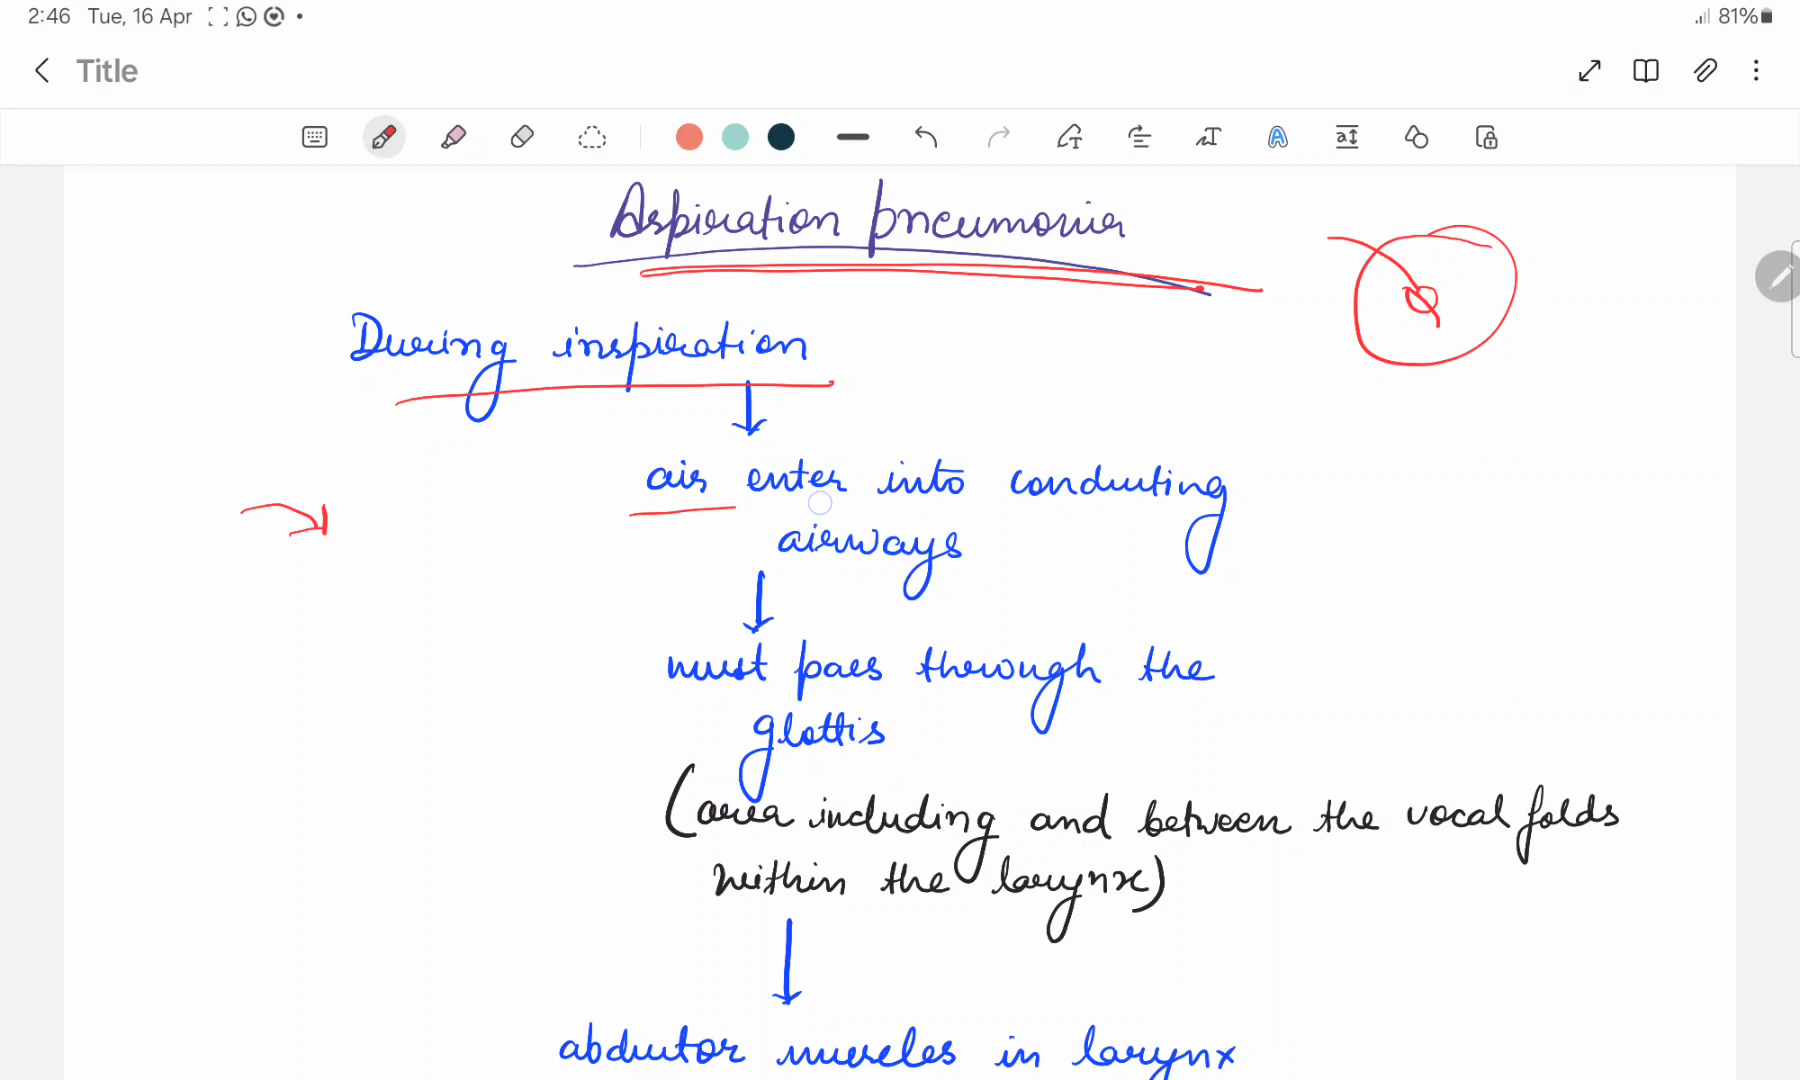 2:46 Tue, 16 Apr
81%
Title
Aspiration pneumonia
During inspiration
air enter into conducting
airways
must pass through the
glottis
(area including and between the vocal folds
within the larynx)
abductor muscles in larynx